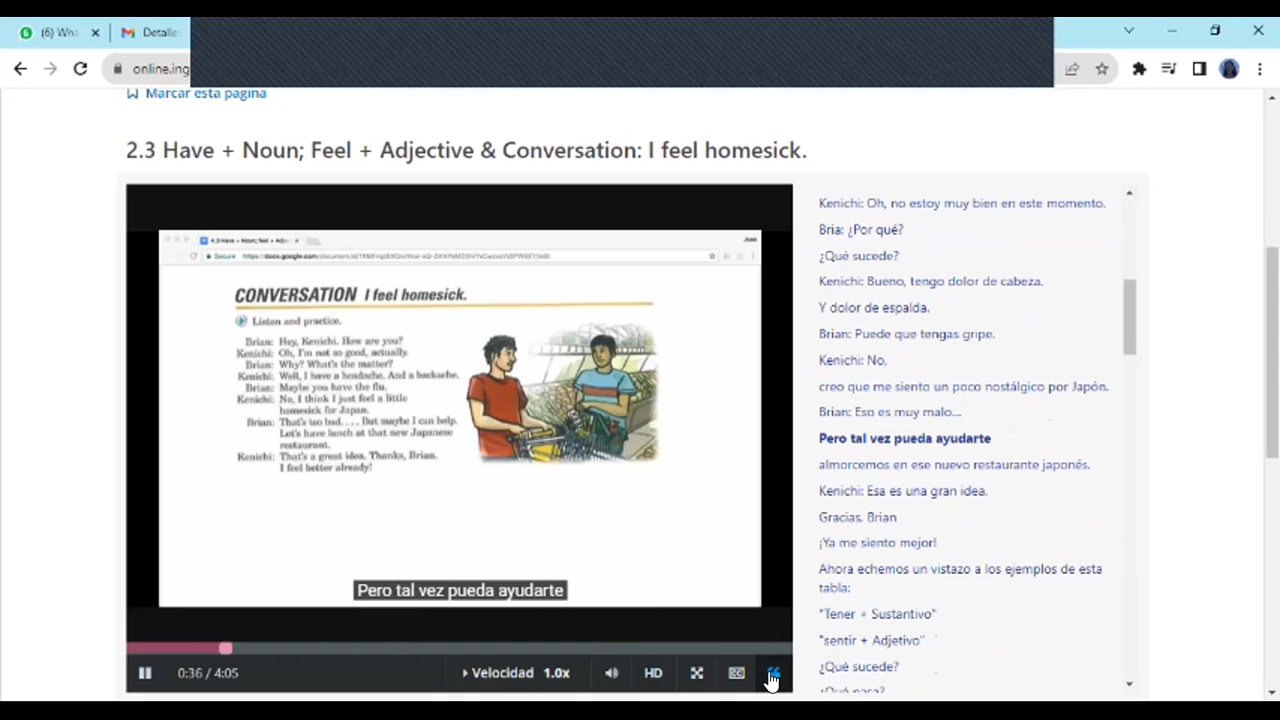 (6) Wha
Detalle
online.ing
Marcar esta página
2.3 Have + Noun; Feel + Adjective & Conversation: I feel homesick.
CONVERSATION I feel homesick.
Listen and practice.
Brian: Hey, Kenichi. How are you?
Kenichi: Oh, I'm not so good, actually.
Brian: Why? What's the matter?
Kenichi: Well, I have a headache. And a backache.
Brian: Maybe you have the flu.
Kenichi: No, I think I just feel a little
homesick for Japan.
Brian: That's too bad. . . . But maybe I can help.
Let's have lunch at that new Japanese
restaurant.
Kenichi: That's a great idea. Thanks, Brian.
I feel better already!
Pero tal vez pueda ayudarte
0:36 / 4:05
Velocidad 1.0x
HD
Kenichi: Oh, no estoy muy bien en este momento.
Bria: ¿Por qué?
¿Qué sucede?
Kenichi: Bueno, tengo dolor de cabeza.
Y dolor de espalda.
Brian: Puede que tengas gripe.
Kenichi: No,
creo que me siento un poco nostálgico por Japón.
Brian: Eso es muy malo...
Pero tal vez pueda ayudarte
almorcemos en ese nuevo restaurante japonés.
Kenichi: Esa es una gran idea.
Gracias, Brian
¡Ya me siento mejor!
Ahora echemos un vistazo a los ejemplos de esta
tabla:
"Tener + Sustantivo"
"sentir + Adjetivo"
¿Qué sucede?
¿Qué pasa?